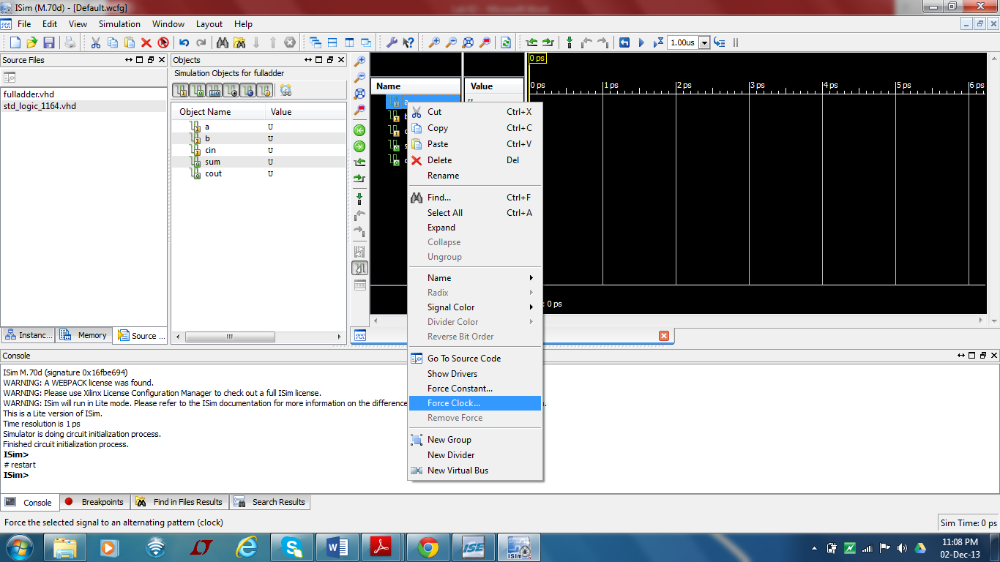 ISim (M.70d) - [Default.wcfg]
File Edit View Simulation Window Layout Help
1.00us
Source Files
fulladder.vhd
std_logic_1164.vhd
Instanc... Memory Source ...
Objects
Simulation Objects for fulladder
Object Name Value
a U
b U
cin U
sum U
cout U
Name Value
0 ps
0 ps 1 ps 2 ps 3 ps 4 ps 5 ps 6 ps
: 0 ps
Cut Ctrl+X
Copy Ctrl+C
Paste Ctrl+V
Delete Del
Rename
Find... Ctrl+F
Select All Ctrl+A
Expand
Collapse
Ungroup
Name
Radix
Signal Color
Divider Color
Reverse Bit Order
Go To Source Code
Show Drivers
Force Constant...
Force Clock...
Remove Force
New Group
New Divider
New Virtual Bus
Console
ISim M.70d (signature 0x16fbe694)
WARNING: A WEBPACK license was found.
WARNING: Please use Xilinx License Configuration Manager to check out a full ISim license.
WARNING: ISim will run in Lite mode. Please refer to the ISim documentation for more information on the difference
This is a Lite version of ISim.
Time resolution is 1 ps
Simulator is doing circuit initialization process.
Finished circuit initialization process.
ISim>
# restart
ISim>
Console Breakpoints Find in Files Results Search Results
Force the selected signal to an alternating pattern (clock)
Sim Time: 0 ps
ISE
ISim
11:08 PM
02-Dec-13